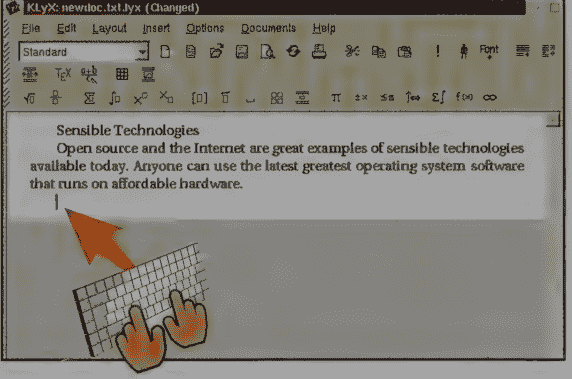 KLyX: newdoc.txt.lyx (Changed)
File Edit Layout Insert Options Documents Help
Standard
Font
TEX a+b
f(x)
Sensible Technologies
Open source and the Internet are great examples of sensible technologies
available today. Anyone can use the latest greatest operating system software
that runs on affordable hardware.